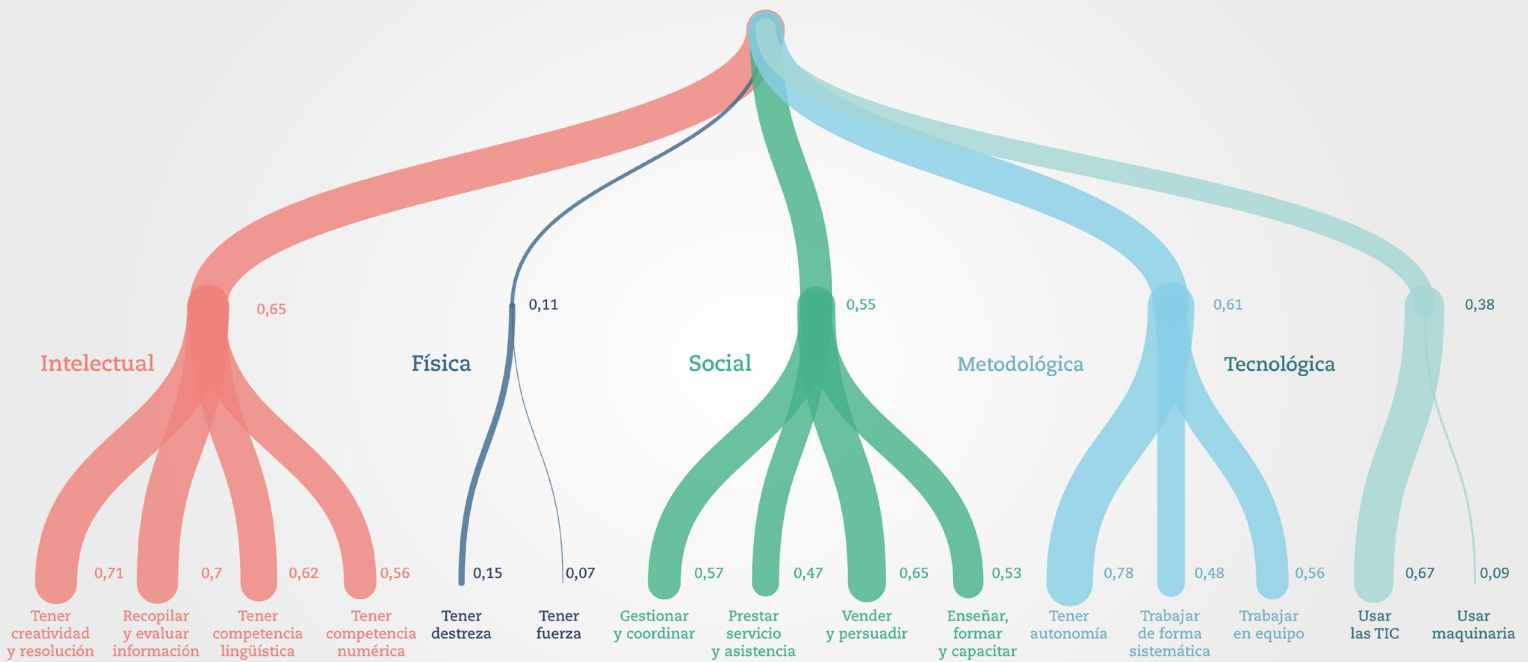 0,65
0,11
0,55
0,61
0,38
Intelectual
Física
Social
Metodológica
Tecnológica
0,71
0,7
0,62
0,56
0,15
0,07
0,57
0,47
0,65
0,53
0,78
0,48
0,56
0,67
0,09
Tener
creatividad
y resolución
Recopilar
y evaluar
información
Tener
competencia
lingüística
Tener
competencia
numérica
Tener
destreza
Tener
fuerza
Gestionar
y coordinar
Prestar
servicio
y asistencia
Vender
y persuadir
Enseñar,
formar
y capacitar
Tener
autonomía
Trabajar
de forma
sistemática
Trabajar
en equipo
Usar
las TIC
Usar
maquinaria